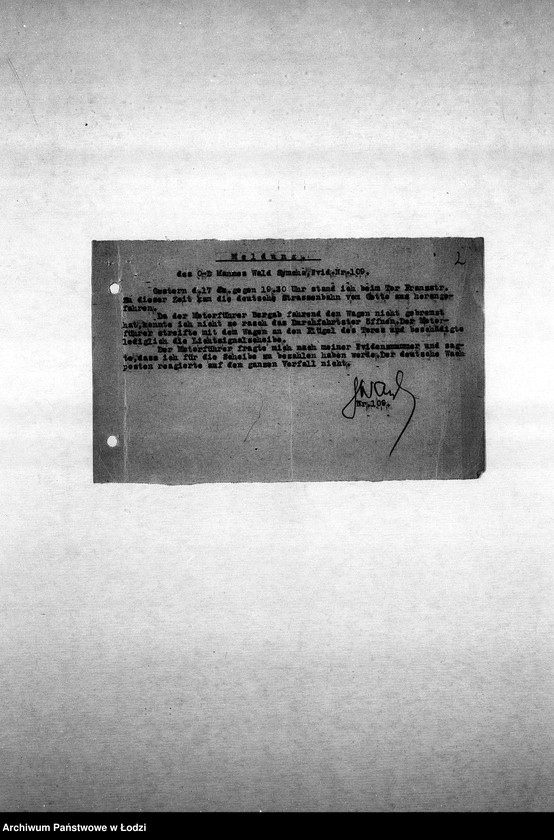 2
Meldung.
des O-D Mannes Wald Symcha, Evid.Nr.109.
Gestern d.17 ds.gegen 19.30 Uhr stand ich beim Tor Franzstr.
Zu dieser Zeit kam die deutsche Strassenbahn vom Getto aus herange-
fahren.
Da der Motorführer Bergab fahrend den Wagen nicht gebremst
hat,konnte ich nicht so rasch das Durchfahrtstor öffnen.Der Motor-
führer streifte mit dem Wagen an den Flügel des Tores und beschädigte
lediglich die Lichtsignalscheibe.
Der Motorführer fragte mich nach meiner Evidenznummer und sag-
te,dass ich für die Scheibe zu bezahlen haben werde.Der deutsche Wach
posten reagierte auf den ganzen Vorfall nicht.
Nr.109.
Archiwum Państwowe w Łodzi